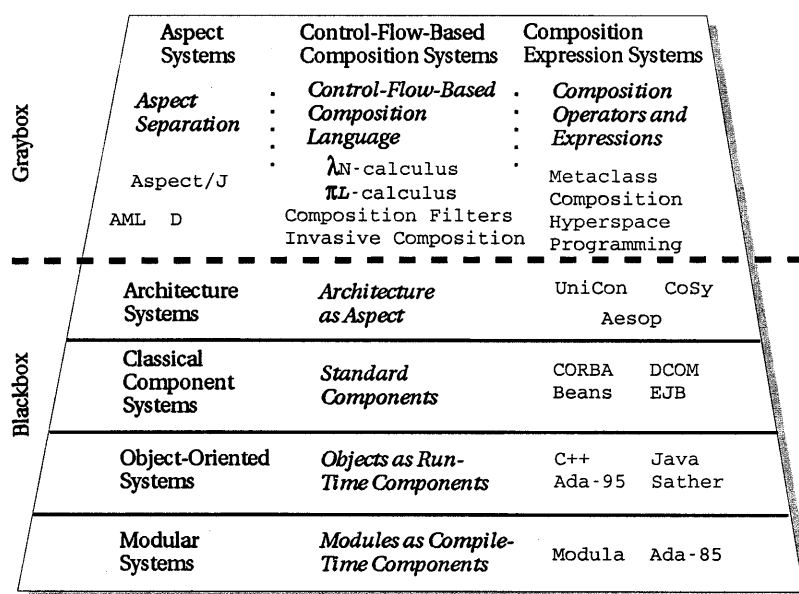 Aspect
Systems
Control-Flow-Based
Composition Systems
Composition
Expression Systems
Graybox
Aspect
Separation
Control-Flow-Based
Composition
Language
Composition
Operators and
Expressions
Aspect/J
AML D
λN-calculus
πL-calculus
Composition Filters
Invasive Composition
Metaclass
Composition
Hyperspace
Programming
Blackbox
Architecture
Systems
Architecture
as Aspect
UniCon CoSy
Aesop
Classical
Component
Systems
Standard
Components
CORBA DCOM
Beans EJB
Object-Oriented
Systems
Objects as Run-
Time Components
C++ Java
Ada-95 Sather
Modular
Systems
Modules as Compile-
Time Components
Modula Ada-85